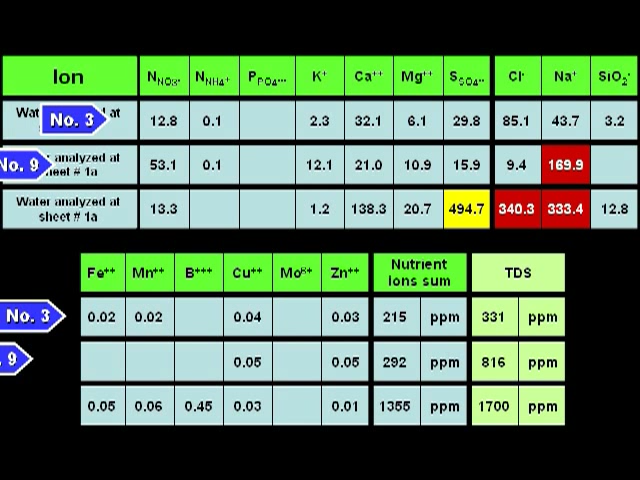 Ion N NO3- N NH4+ P PO4--- K+ Ca++ Mg++ S SO4-- Cl- Na+ SiO2-
No. 3 at 12.8 0.1 2.3 32.1 6.1 29.8 85.1 43.7 3.2
No. 9 analyzed at
sheet # 1a 53.1 0.1 12.1 21.0 10.9 15.9 9.4 169.9
Water analyzed at
sheet # 1a 13.3 1.2 138.3 20.7 494.7 340.3 333.4 12.8
Fe++ Mn++ B+++ Cu++ Mo6+ Zn++ Nutrient
Ions sum TDS
No. 3 0.02 0.02 0.04 0.03 215 ppm 331 ppm
. 9 0.05 0.05 292 ppm 816 ppm
0.05 0.06 0.45 0.03 0.01 1355 ppm 1700 ppm